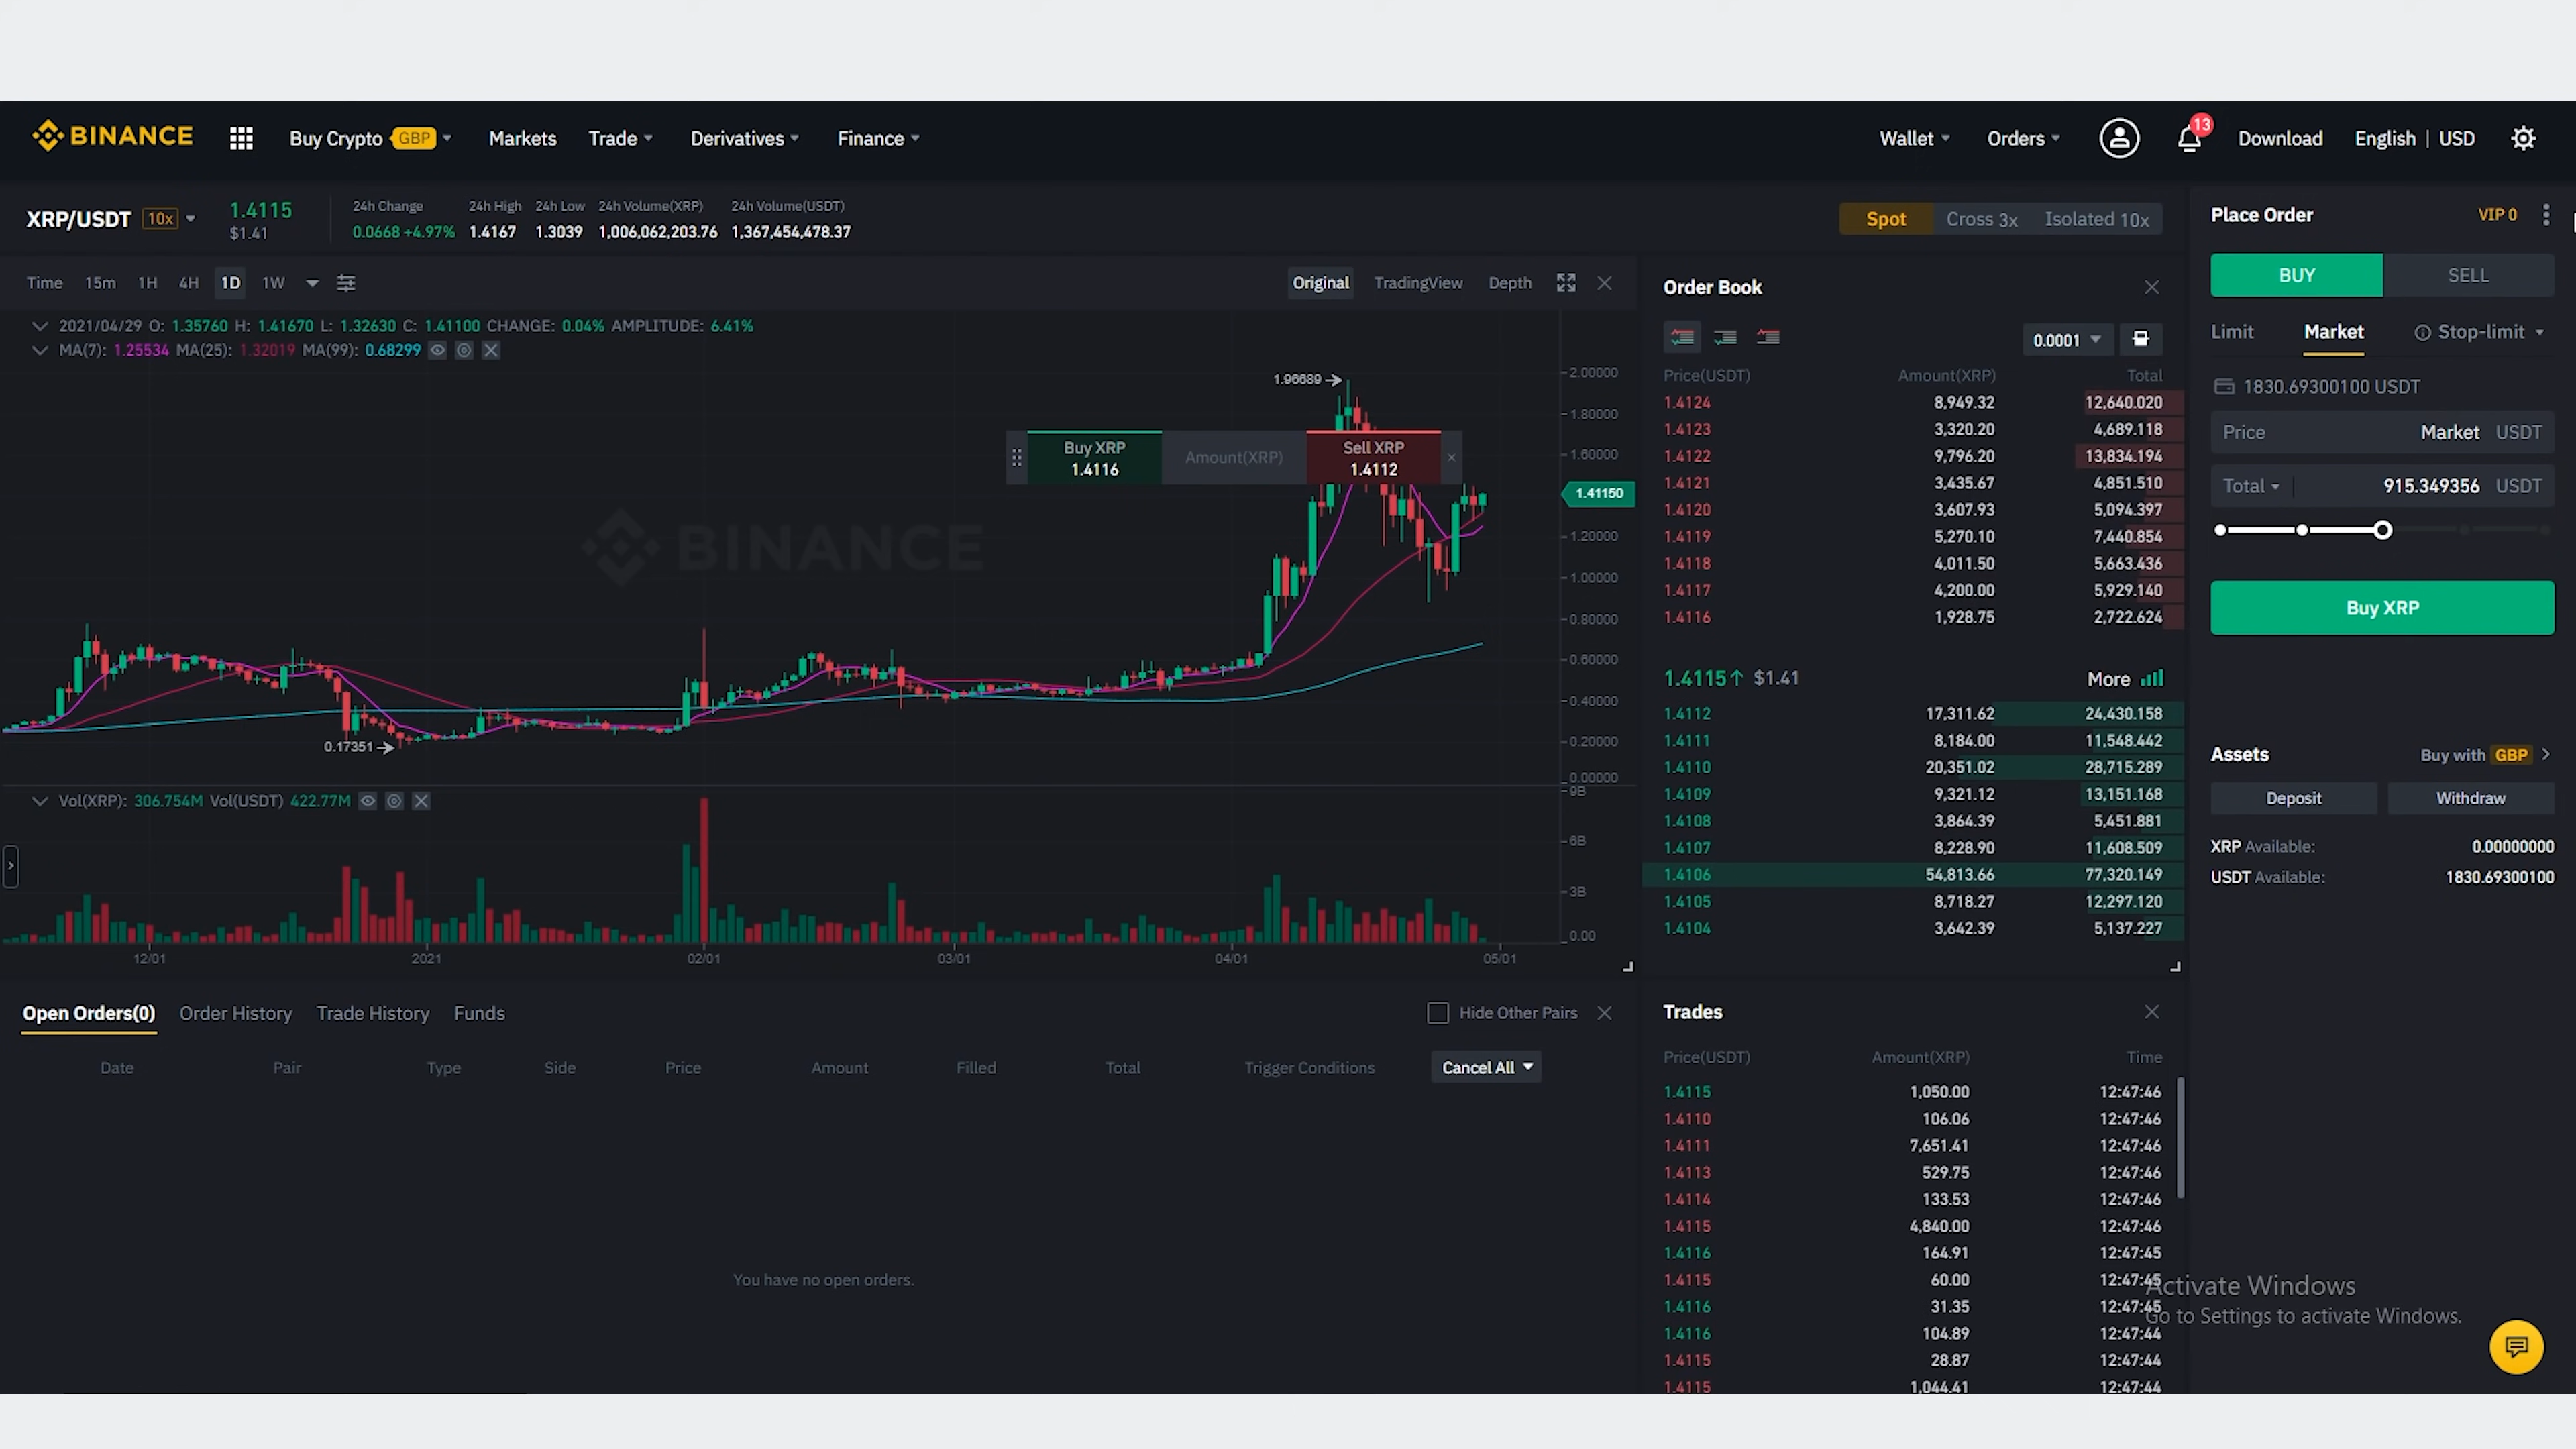 BINANCE
Buy Crypto GBP
Markets
Trade
Derivatives
Finance
Wallet
Orders
13
Download
English | USD
XRP/USDT 10x
1.4115
$1.41
24h Change
0.0668 +4.97%
24h High
1.4167
24h Low
1.3039
24h Volume(XRP)
1,006,062,203.76
24h Volume(USDT)
1,367,454,478.37
Spot
Cross 3x
Isolated 10x
Time 15m 1H 4H 1D 1W
Original TradingView Depth
2021/04/29 O: 1.35760 H: 1.41670 L: 1.32630 C: 1.41100 CHANGE: 0.04% AMPLITUDE: 6.41%
MA(7): 1.25534 MA(25): 1.32019 MA(99): 0.68299
1.96689
Buy XRP
1.4116
Amount(XRP)
Sell XRP
1.4112
BINANCE
0.17351
2.00000
1.80000
1.60000
1.41150
1.20000
1.00000
0.80000
0.60000
0.40000
0.20000
0.00000
Vol(XRP): 306.754M Vol(USDT) 422.77M
9B
6B
3B
0.00
12/01 2021 02/01 03/01 04/01 05/01
Order Book
0.0001
Price(USDT) Amount(XRP) Total
1.4124 8,949.32 12,640.020
1.4123 3,320.20 4,689.118
1.4122 9,796.20 13,834.194
1.4121 3,435.67 4,851.510
1.4120 3,607.93 5,094.397
1.4119 5,270.10 7,440.854
1.4118 4,011.50 5,663.436
1.4117 4,200.00 5,929.140
1.4116 1,928.75 2,722.624
1.4115↑ $1.41 More
1.4112 17,311.62 24,430.158
1.4111 8,184.00 11,548.442
1.4110 20,351.02 28,715.289
1.4109 9,321.12 13,151.168
1.4108 3,864.39 5,451.881
1.4107 8,228.90 11,608.509
1.4106 54,813.66 77,320.149
1.4105 8,718.27 12,297.120
1.4104 3,642.39 5,137.227
Place Order VIP 0
BUY SELL
Limit Market Stop-limit
1830.69300100 USDT
Price Market USDT
Total 915.349356 USDT
Buy XRP
Assets Buy with GBP
Deposit Withdraw
XRP Available: 0.00000000
USDT Available: 1830.69300100
Open Orders(0) Order History Trade History Funds
Hide Other Pairs
Date Pair Type Side Price Amount Filled Total Trigger Conditions Cancel All
You have no open orders.
Trades
Price(USDT) Amount(XRP) Time
1.4115 1,050.00 12:47:46
1.4110 106.06 12:47:46
1.4111 7,651.41 12:47:46
1.4113 529.75 12:47:46
1.4114 133.53 12:47:46
1.4115 4,840.00 12:47:46
1.4116 164.91 12:47:45
1.4115 60.00 12:47:45
1.4116 31.35 12:47:45
1.4116 104.89 12:47:44
1.4115 28.87 12:47:44
1.4115 1,044.41 12:47:44
Activate Windows
Go to Settings to activate Windows.